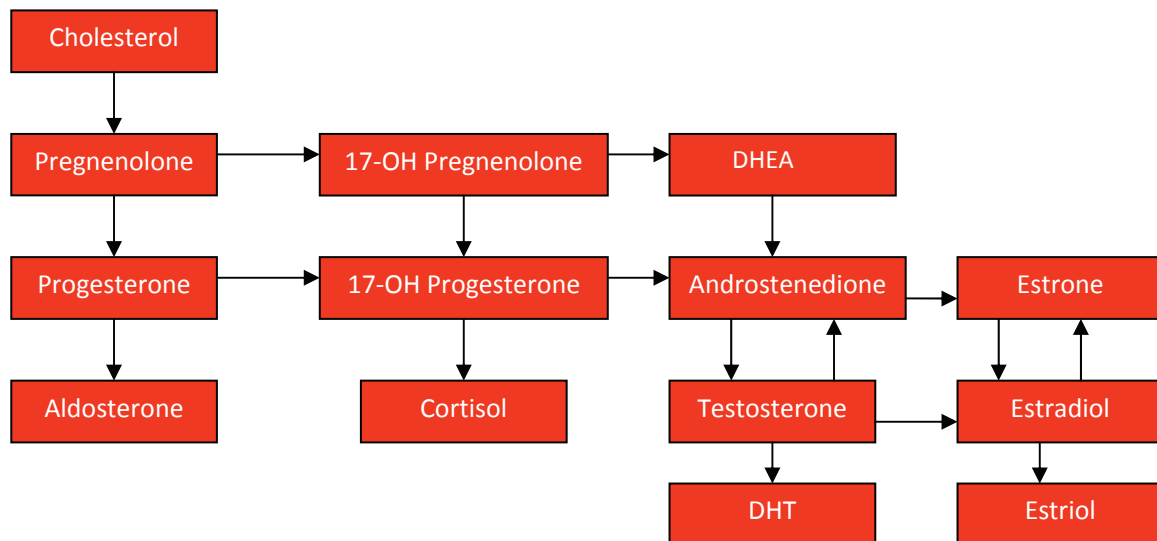 Cholesterol
Pregnenolone
17-OH Pregnenolone
DHEA
Progesterone
17-OH Progesterone
Androstenedione
Estrone
Aldosterone
Cortisol
Testosterone
Estradiol
DHT
Estriol